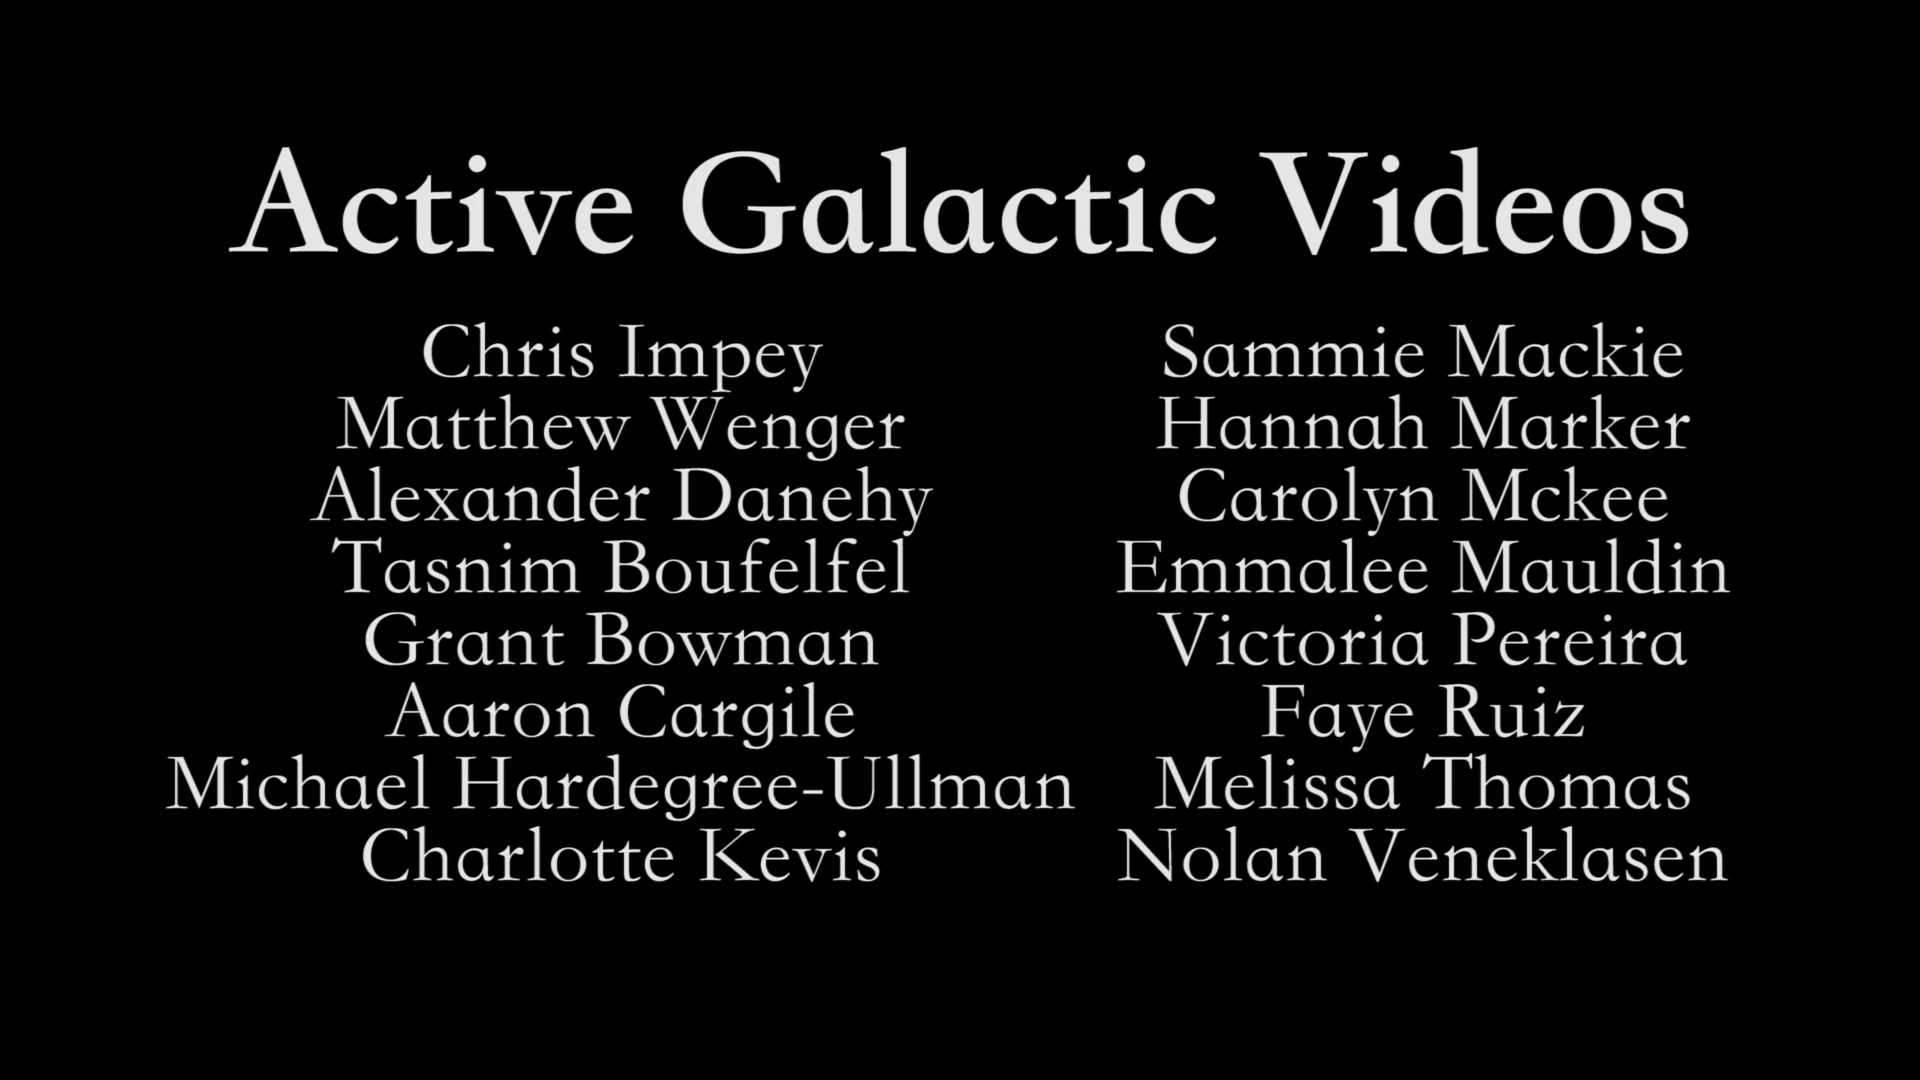 Active Galactic Videos
Chris Impey
Matthew Wenger
Alexander Danehy
Tasnim Boufelfel
Grant Bowman
Aaron Cargile
Michael Hardegree-Ullman
Charlotte Kevis
Sammie Mackie
Hannah Marker
Carolyn Mckee
Emmalee Mauldin
Victoria Pereira
Faye Ruiz
Melissa Thomas
Nolan Veneklasen